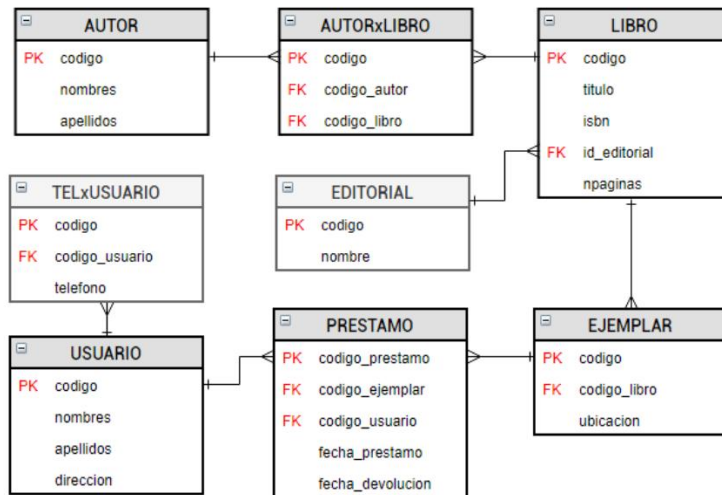 AUTOR
PK codigo
nombres
apellidos
AUTORxLIBRO
PK codigo
FK codigo_autor
FK codigo_libro
LIBRO
PK codigo
titulo
isbn
FK id_editorial
npaginas
TELxUSUARIO
PK codigo
FK codigo_usuario
telefono
EDITORIAL
PK codigo
nombre
USUARIO
PK codigo
nombres
apellidos
direccion
PRESTAMO
PK codigo_prestamo
FK codigo_ejemplar
FK codigo_usuario
fecha_prestamo
fecha_devolucion
EJEMPLAR
PK codigo
FK codigo_libro
ubicacion